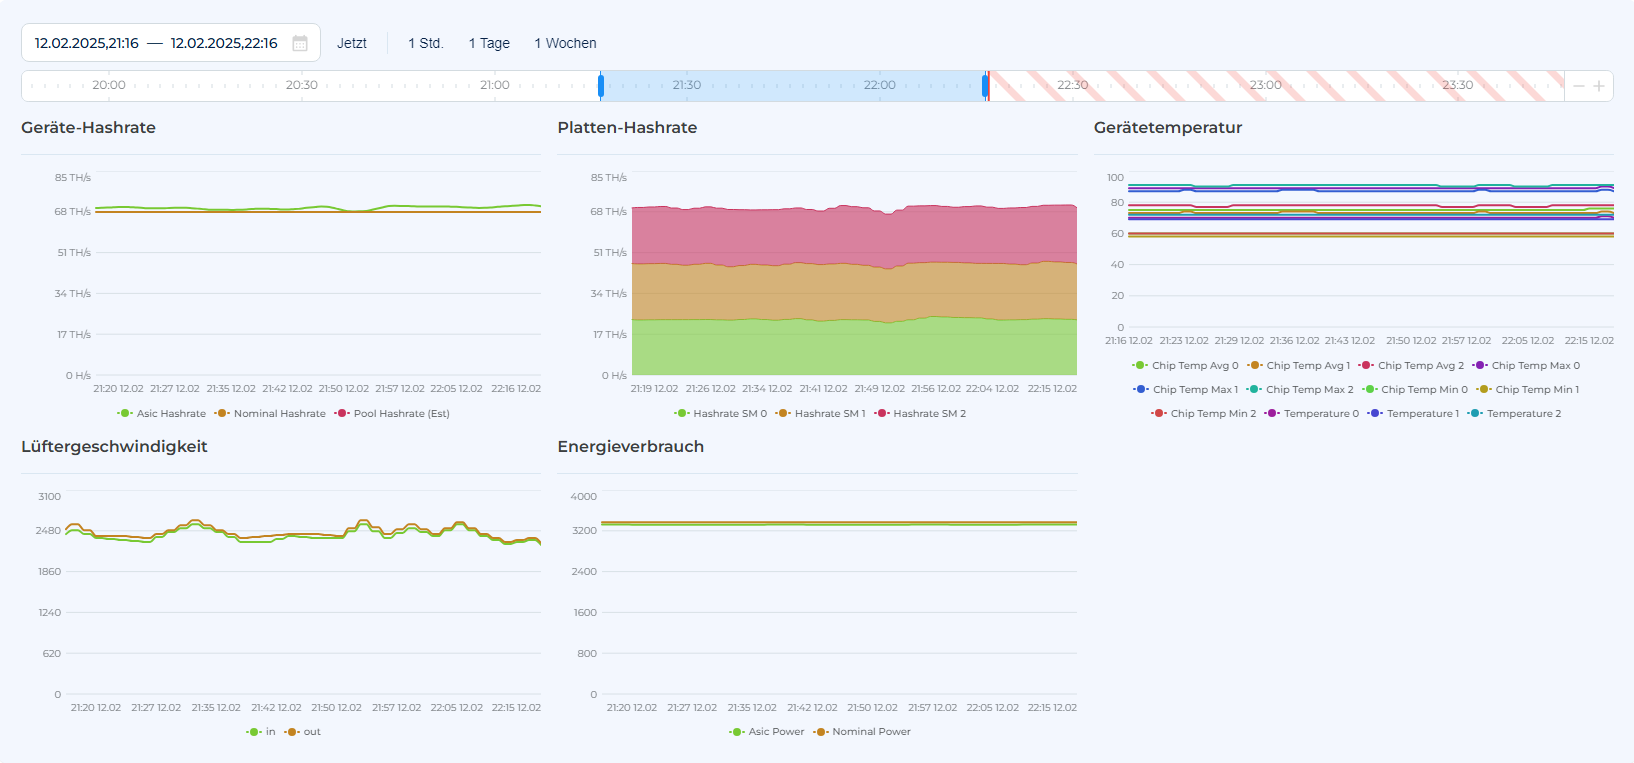 12.02.2025,21:16 — 12.02.2025,22:16 Jetzt 1 Std. 1 Tage 1 Wochen
20:00 20:30 21:00 21:30 22:00 22:30 23:00 23:30
Geräte-Hashrate
85 TH/s
68 TH/s
51 TH/s
34 TH/s
17 TH/s
0 H/s
21:20 12.02 21:27 12.02 21:35 12.02 21:42 12.02 21:50 12.02 21:57 12.02 22:05 12.02 22:16 12.02
Asic Hashrate Nominal Hashrate Pool Hashrate (Est)
Platten-Hashrate
85 TH/s
68 TH/s
51 TH/s
34 TH/s
17 TH/s
0 H/s
21:19 12.02 21:26 12.02 21:34 12.02 21:41 12.02 21:49 12.02 21:56 12.02 22:04 12.02 22:15 12.02
Hashrate SM 0 Hashrate SM 1 Hashrate SM 2
Gerätetemperatur
100
80
60
40
20
0
21:16 12.02 21:23 12.02 21:29 12.02 21:36 12.02 21:43 12.02 21:50 12.02 21:57 12.02 22:05 12.02 22:15 12.02
Chip Temp Avg 0 Chip Temp Avg 1 Chip Temp Avg 2 Chip Temp Max 0
Chip Temp Max 1 Chip Temp Max 2 Chip Temp Min 0 Chip Temp Min 1
Chip Temp Min 2 Temperature 0 Temperature 1 Temperature 2
Lüftergeschwindigkeit
3100
2480
1860
1240
620
0
21:20 12.02 21:27 12.02 21:35 12.02 21:42 12.02 21:50 12.02 21:57 12.02 22:05 12.02 22:15 12.02
in out
Energieverbrauch
4000
3200
2400
1600
800
0
21:20 12.02 21:27 12.02 21:35 12.02 21:42 12.02 21:50 12.02 21:57 12.02 22:05 12.02 22:15 12.02
Asic Power Nominal Power